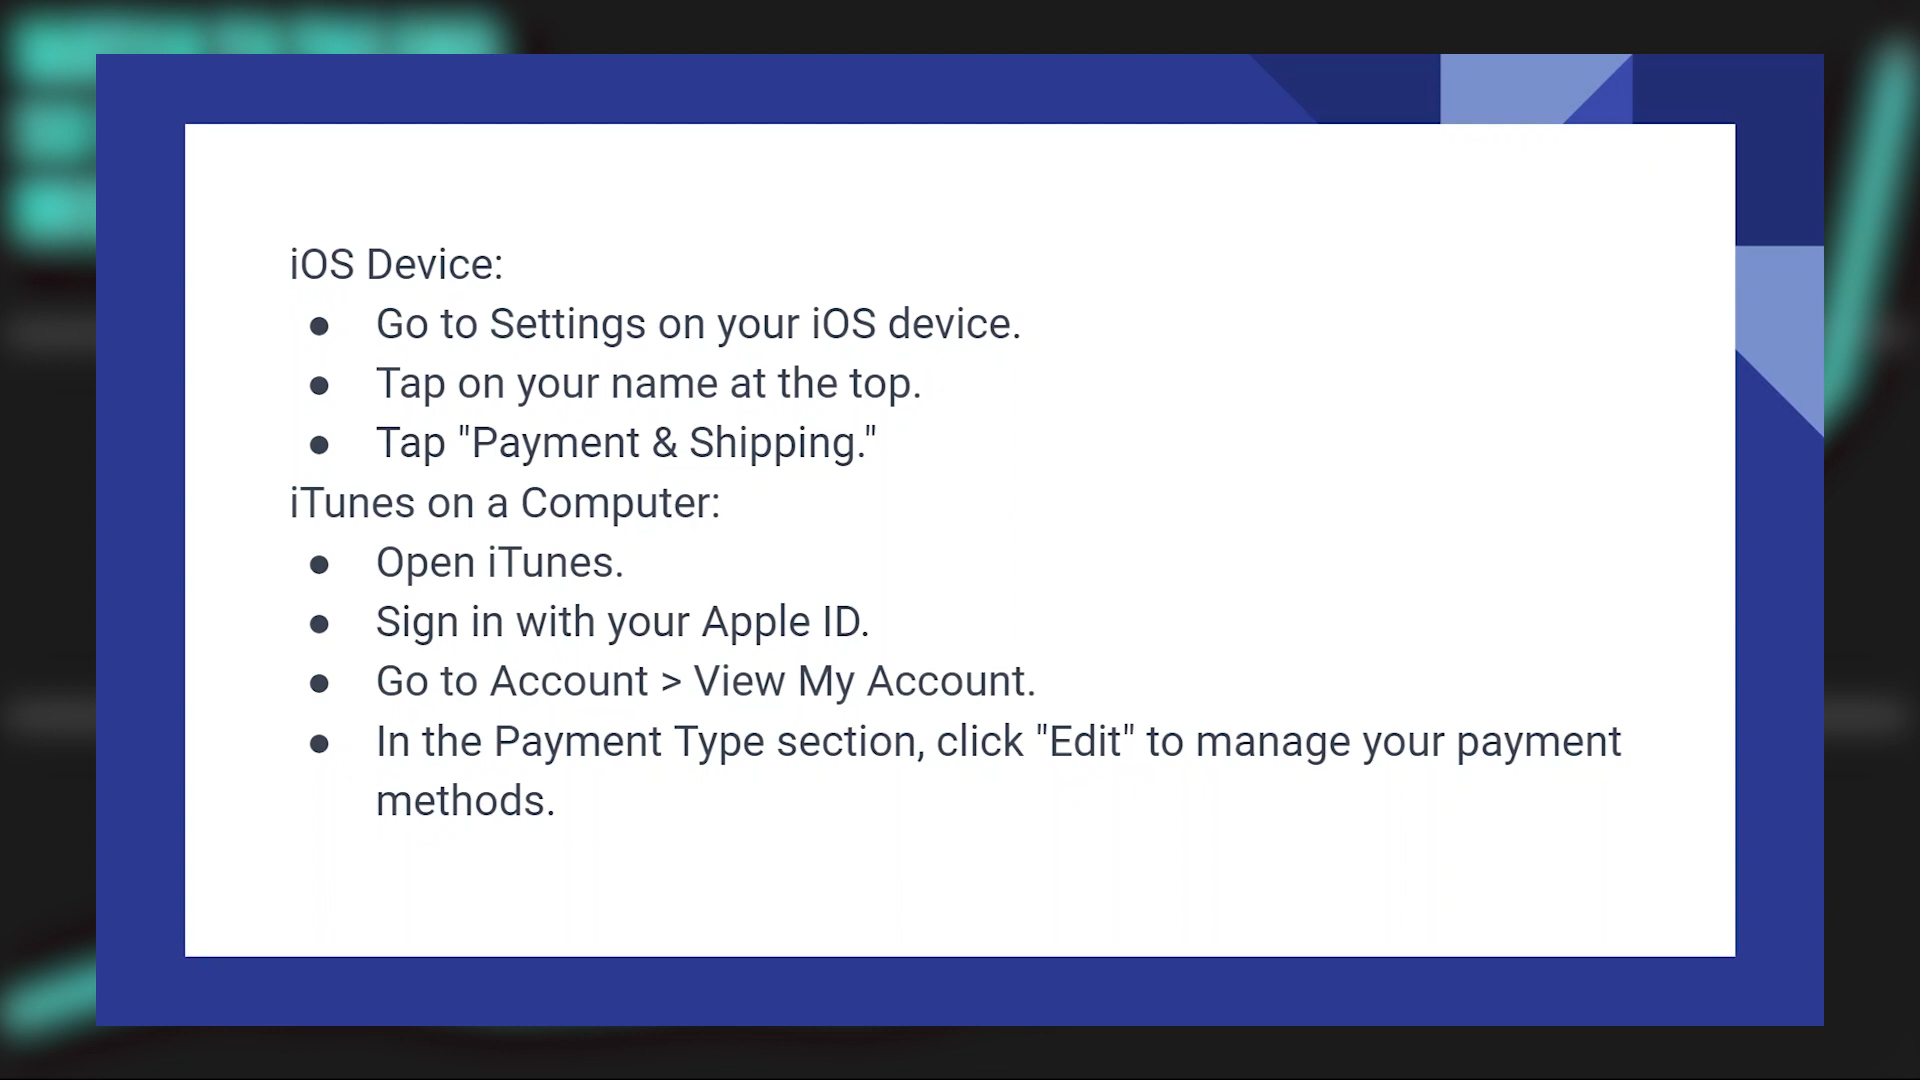 iOS Device:
● Go to Settings on your iOS device.
● Tap on your name at the top.
● Tap "Payment & Shipping."
iTunes on a Computer:
● Open iTunes.
● Sign in with your Apple ID.
● Go to Account > View My Account.
● In the Payment Type section, click "Edit" to manage your payment
methods.